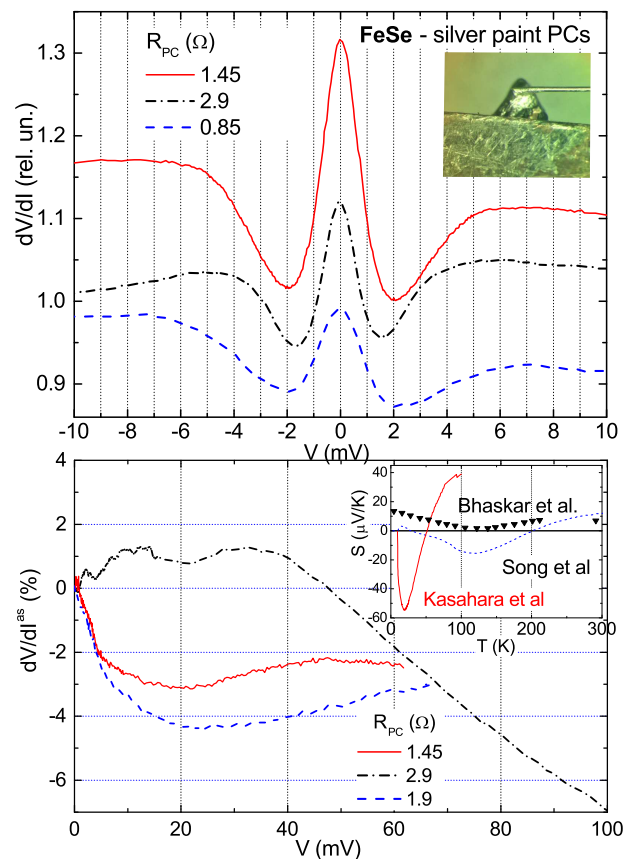 FeSe - silver paint PCs
R_PC (Ω)
1.45
2.9
0.85
1.3
1.2
1.1
1.0
0.9
dV/dI (rel. un.)
-10 -8 -6 -4 -2 0 2 4 6 8 10
V (mV)
4
2
0
-2
-4
-6
dV/dI^as (%)
40
20
0
-20
-40
-60
S (μV/K)
Bhaskar et al.
Song et al
Kasahara et al
0 100 200 300
T (K)
R_PC (Ω)
1.45
2.9
1.9
0 20 40 60 80 100
V (mV)